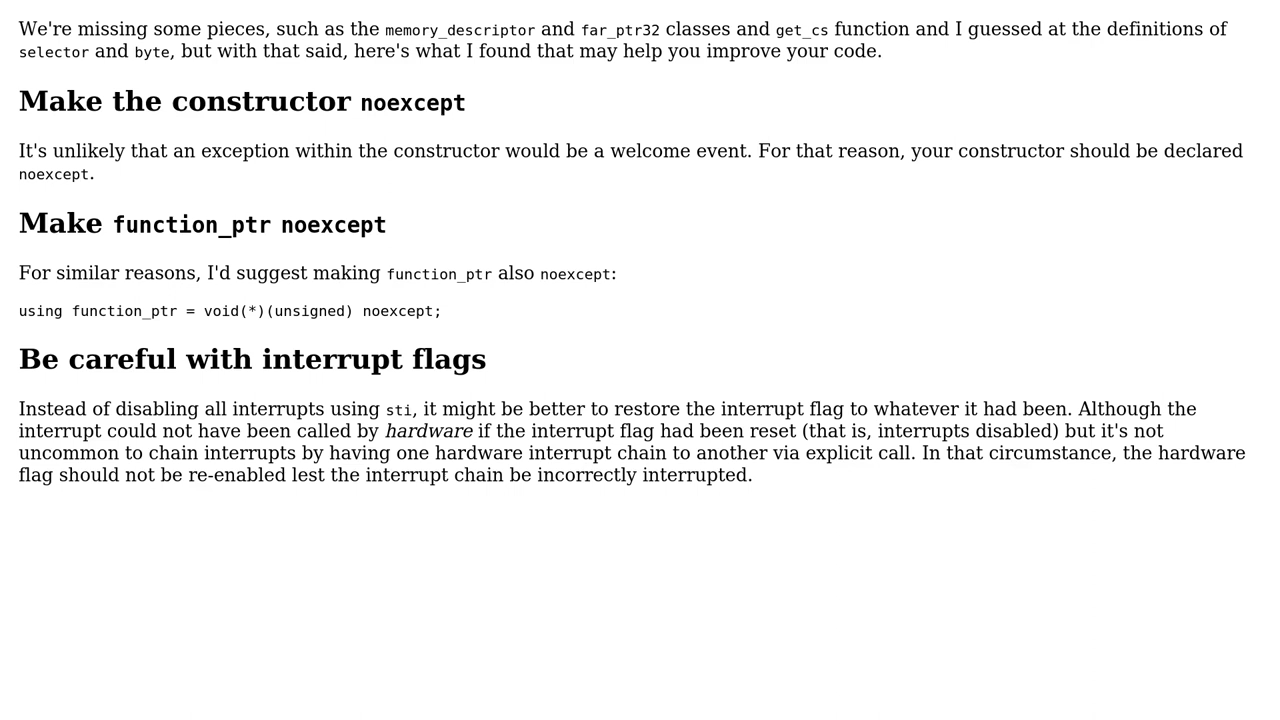 We're missing some pieces, such as the memory_descriptor and far_ptr32 classes and get_cs function and I guessed at the definitions of
selector and byte, but with that said, here's what I found that may help you improve your code.
Make the constructor noexcept
It's unlikely that an exception within the constructor would be a welcome event. For that reason, your constructor should be declared
noexcept.
Make function_ptr noexcept
For similar reasons, I'd suggest making function_ptr also noexcept:
using function_ptr = void(*)(unsigned) noexcept;
Be careful with interrupt flags
Instead of disabling all interrupts using sti, it might be better to restore the interrupt flag to whatever it had been. Although the
interrupt could not have been called by hardware if the interrupt flag had been reset (that is, interrupts disabled) but it's not
uncommon to chain interrupts by having one hardware interrupt chain to another via explicit call. In that circumstance, the hardware
flag should not be re-enabled lest the interrupt chain be incorrectly interrupted.